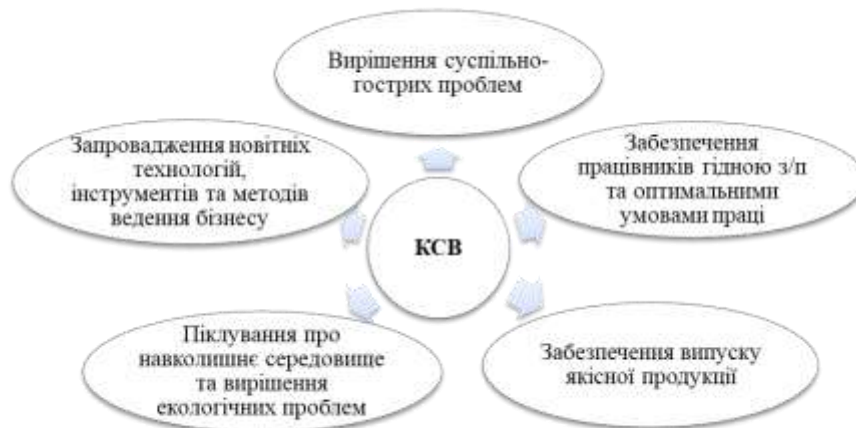 Вирішення суспільно-
гострих проблем
Запровадження новітніх
технологій,
інструментів та методів
ведення бізнесу
Забезпечення
працівників гідною з/п
та оптимальними
умовами праці
КСВ
Піклування про
навколишнє середовище
та вирішення
екологічних проблем
Забезпечення випуску
якісної продукції